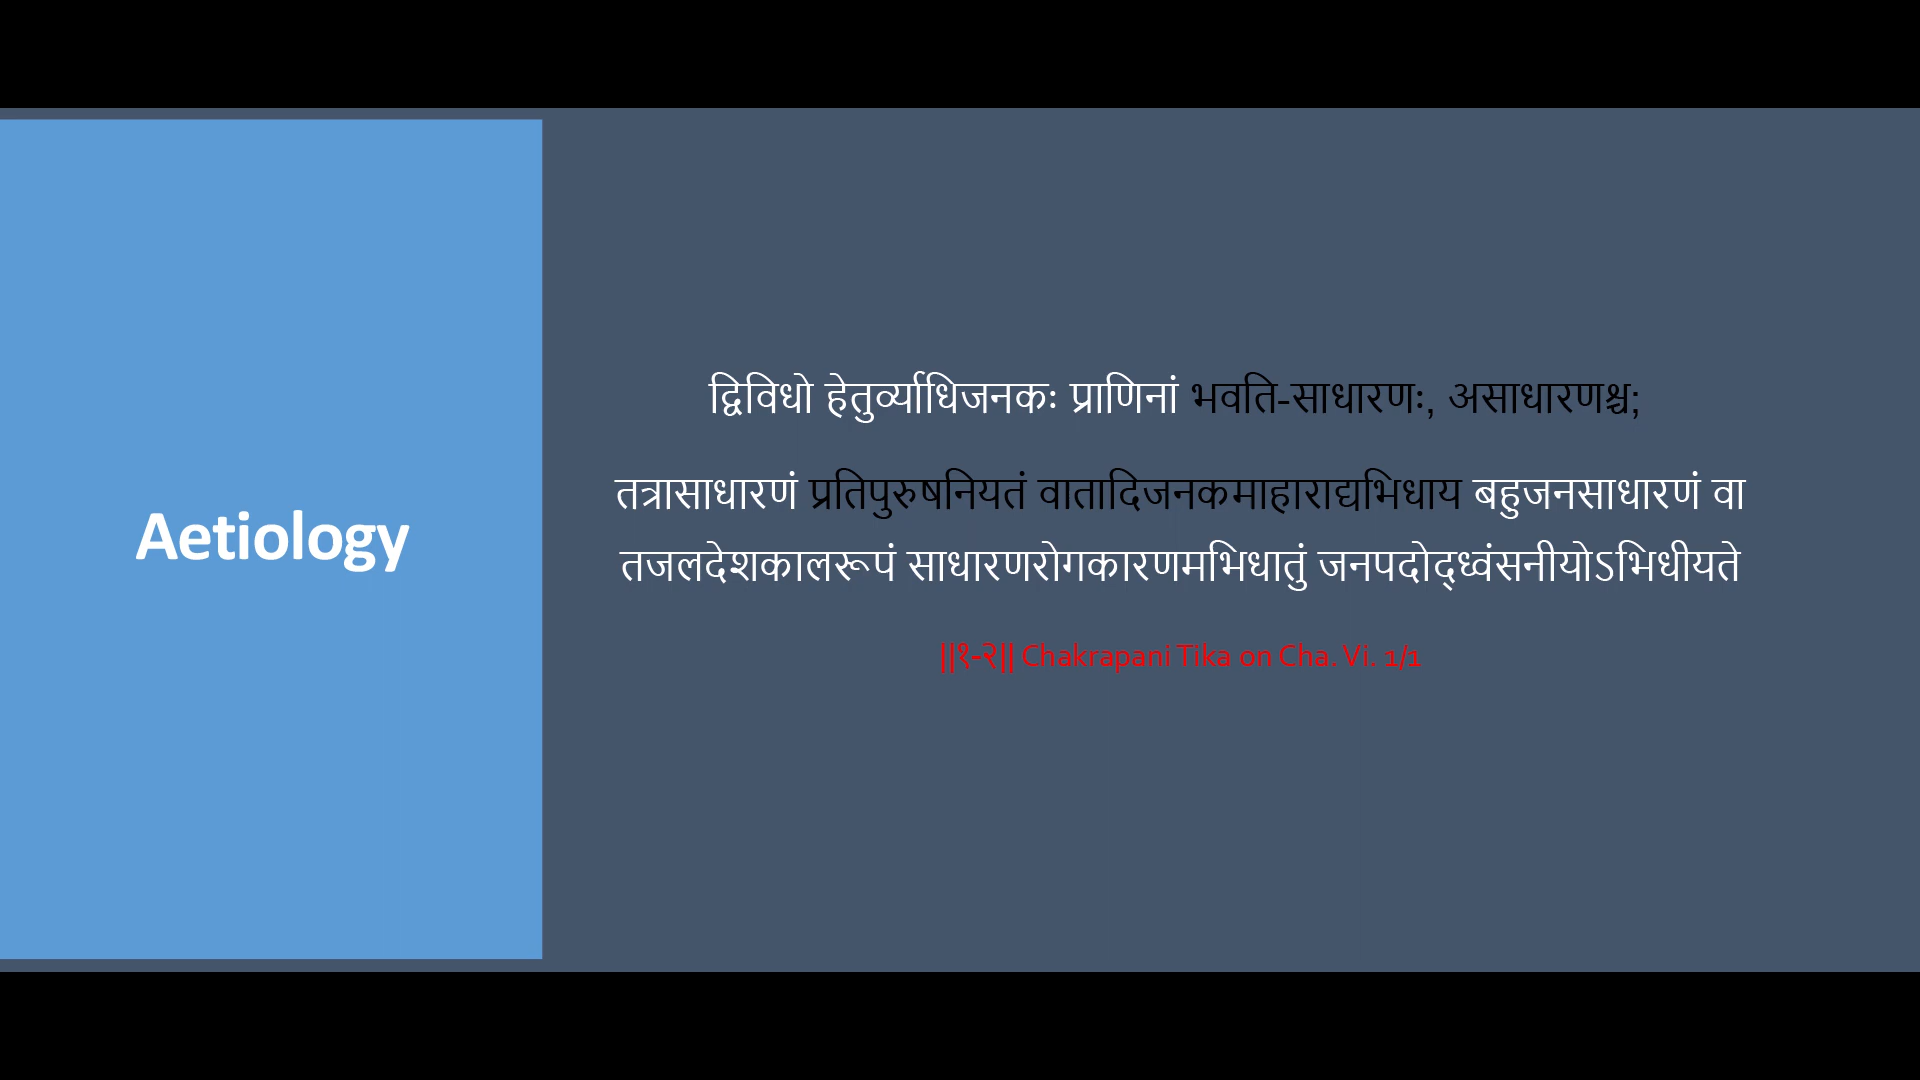 Aetiology
द्विविधो हेतुर्व्याधिजनकः प्राणिनां भवति-साधारणः, असाधारणश्च;
तत्रासाधारणं प्रतिपुरुषनियतं वातादिजनकमाहाराद्यभिधाय बहुजनसाधारणं वा
तजलदेशकालरूपं साधारणरोगकारणमभिधातुं जनपदोद्ध्वंसनीयोऽभिधीयते
||१-२|| Chakrapani Tika on Cha. Vi. 1/1